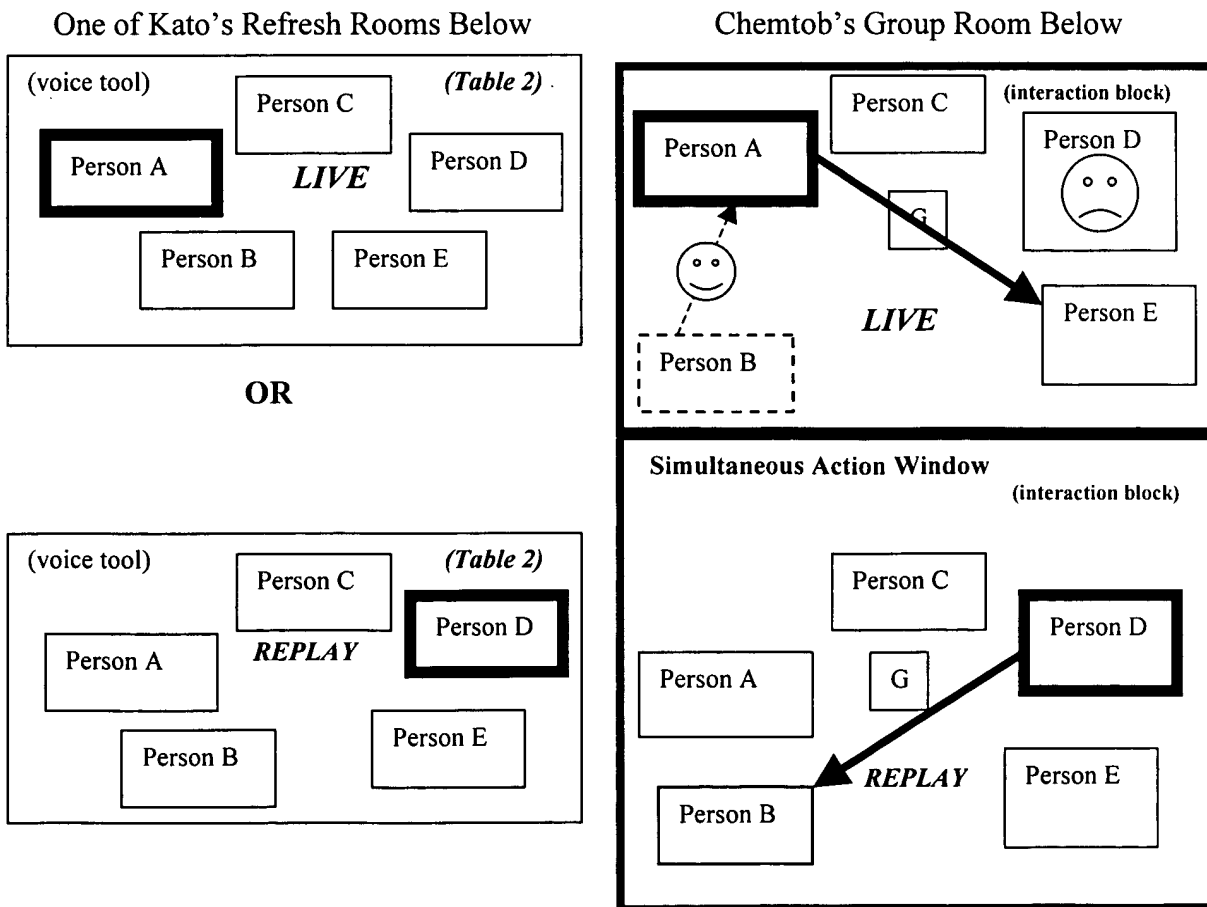 One of Kato's Refresh Rooms Below
(voice tool)
(Table 2)
Person C
Person A
LIVE
Person D
Person B
Person E
OR
(voice tool)
(Table 2)
Person C
Person D
REPLAY
Person A
Person E
Person B
Chemtob's Group Room Below
Person C
(interaction block)
Person A
Person D
G
Person E
LIVE
Person B
Simultaneous Action Window
(interaction block)
Person C
Person D
Person A
G
REPLAY
Person E
Person B